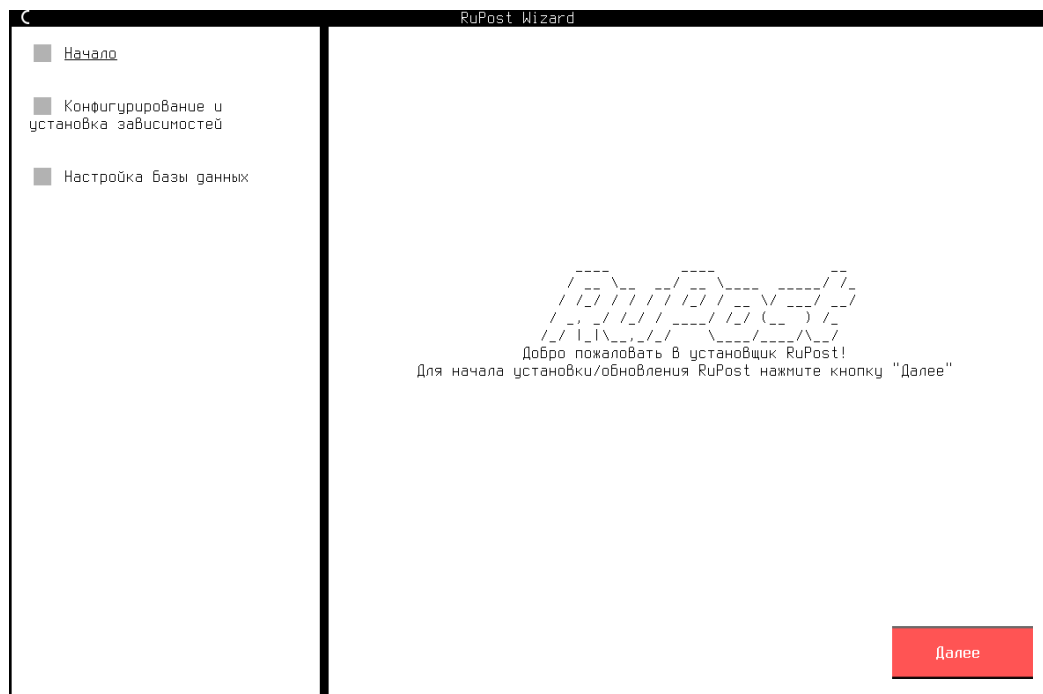 RuPost Wizard
Начало
Конфигурирование и
установка зависимостей
Настройка базы данных
RuPost
Добро пожаловать в установщик RuPost!
Для начала установки/обновления RuPost нажмите кнопку "Далее"
Далее